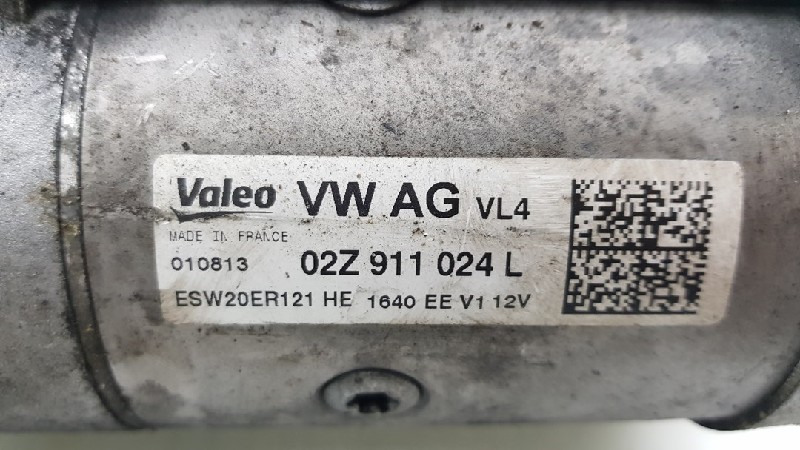 Valeo VW AG VL4
MADE IN FRANCE
010813 02Z 911 024 L
ESW20ER121 HE 1640 EE V1 12V